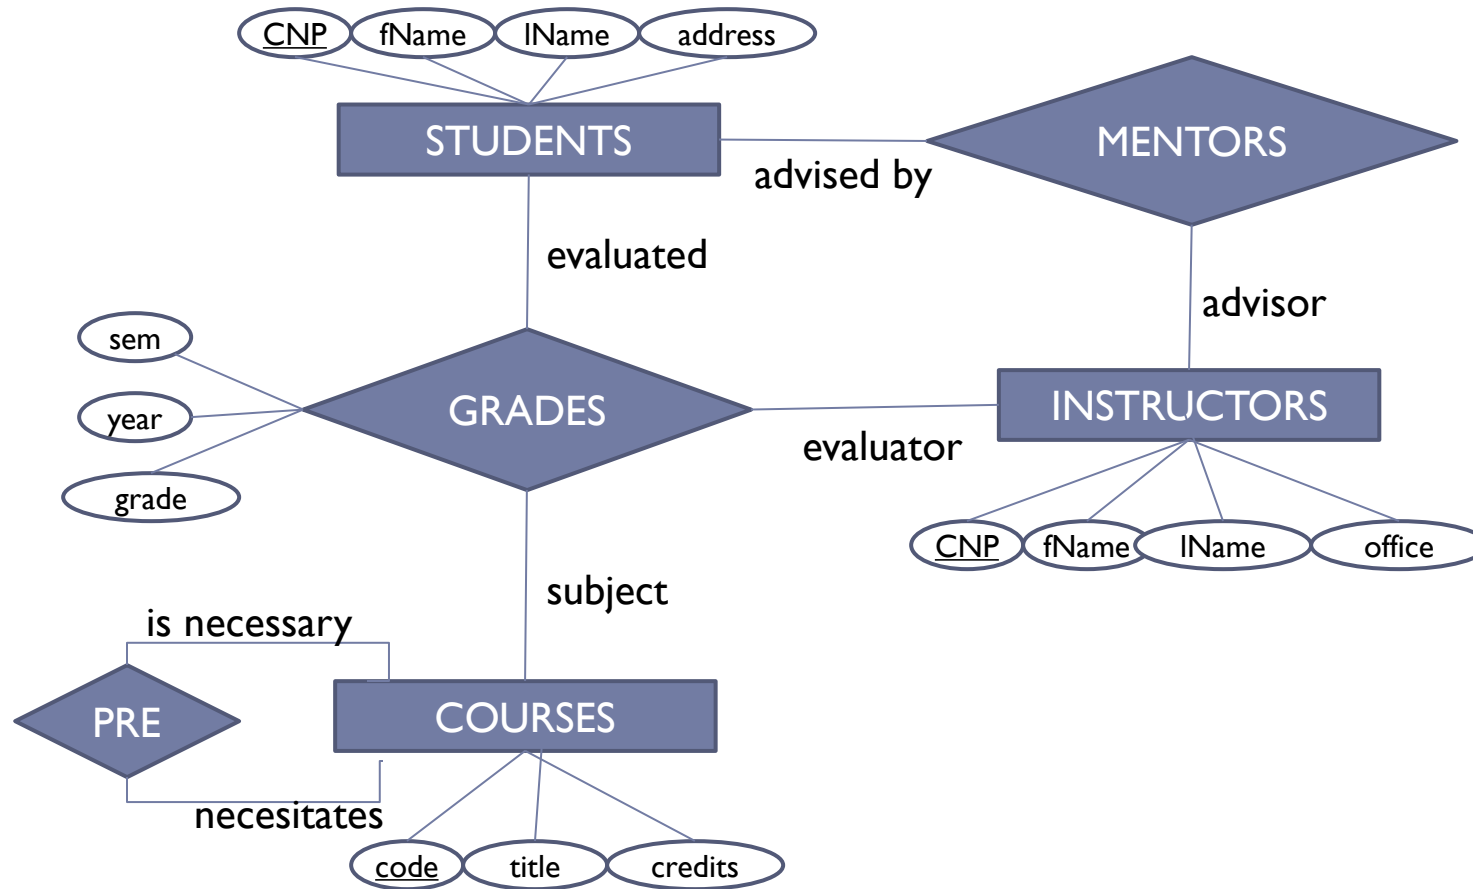 CNP fName lName address
STUDENTS
MENTORS
advised by
evaluated
advisor
sem
year
grade
GRADES
INSTRUCTORS
evaluator
CNP fName lName office
subject
is necessary
PRE
COURSES
necesitates
code title credits